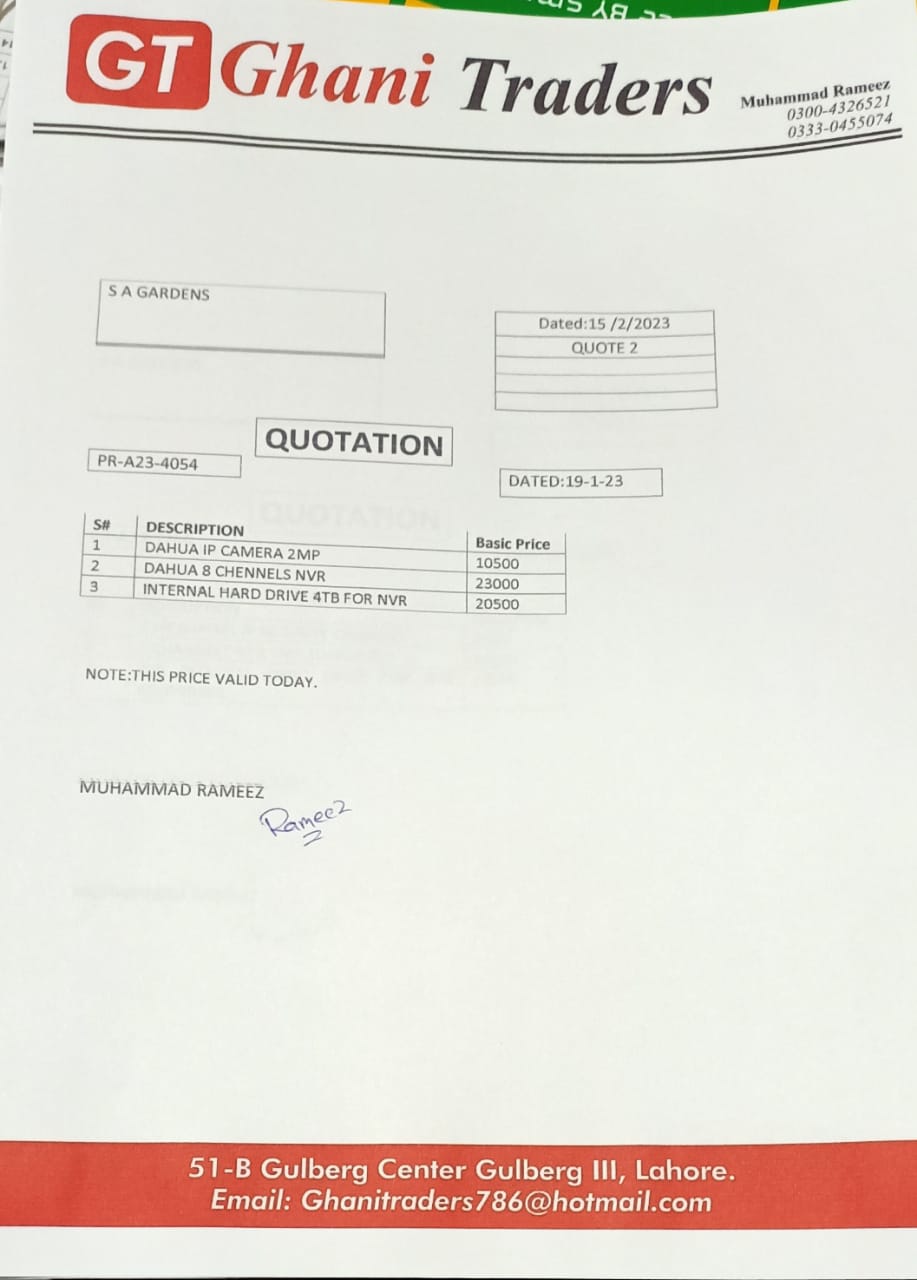 GT Ghani Traders
Muhammad Rameez
0300-4326521
0333-0455074
S A GARDENS
Dated:15 /2/2023
QUOTE 2
QUOTATION
PR-A23-4054
DATED:19-1-23
S# DESCRIPTION Basic Price
1 DAHUA IP CAMERA 2MP 10500
2 DAHUA 8 CHENNELS NVR 23000
3 INTERNAL HARD DRIVE 4TB FOR NVR 20500
NOTE:THIS PRICE VALID TODAY.
MUHAMMAD RAMEEZ
Rameez
51-B Gulberg Center Gulberg III, Lahore.
Email: Ghanitraders786@hotmail.com